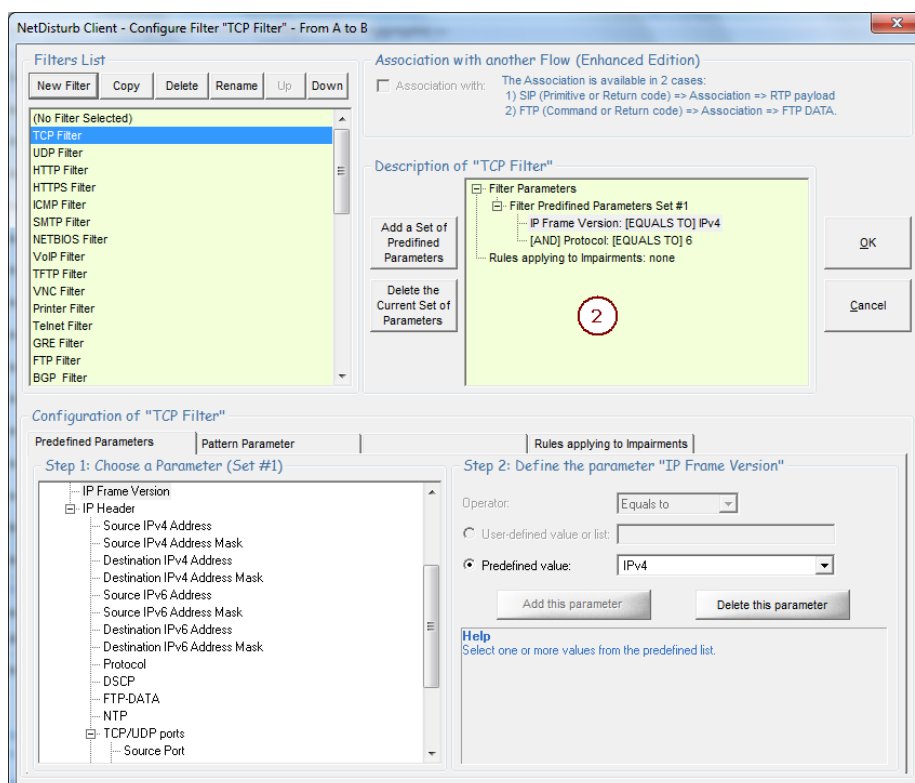 NetDisturb Client - Configure Filter "TCP Filter" - From A to B
Filters List
New Filter
Copy
Delete
Rename
Up
Down
(No Filter Selected)
TCP Filter
UDP Filter
HTTP Filter
HTTPS Filter
ICMP Filter
SMTP Filter
NETBIOS Filter
VoIP Filter
TFTP Filter
VNC Filter
Printer Filter
Telnet Filter
GRE Filter
FTP Filter
BGP Filter
Association with another Flow (Enhanced Edition)
Association with:
The Association is available in 2 cases:
1) SIP (Primitive or Return code) => Association => RTP payload
2) FTP (Command or Return code) => Association => FTP DATA.
Description of "TCP Filter"
Add a Set of
Predifined
Parameters
Delete the
Current Set of
Parameters
Filter Parameters
Filter Predifined Parameters Set #1
IP Frame Version: [EQUALS TO] IPv4
[AND] Protocol: [EQUALS TO] 6
Rules applying to Impairments: none
2
OK
Cancel
Configuration of "TCP Filter"
Predefined Parameters
Pattern Parameter
Rules applying to Impairments
Step 1: Choose a Parameter (Set #1)
IP Frame Version
IP Header
Source IPv4 Address
Source IPv4 Address Mask
Destination IPv4 Address
Destination IPv4 Address Mask
Source IPv6 Address
Source IPv6 Address Mask
Destination IPv6 Address
Destination IPv6 Address Mask
Protocol
DSCP
FTP-DATA
NTP
TCP/UDP ports
Source Port
Step 2: Define the parameter "IP Frame Version"
Operator:
Equals to
User-defined value or list:
Predefined value:
IPv4
Add this parameter
Delete this parameter
Help
Select one or more values from the predefined list.